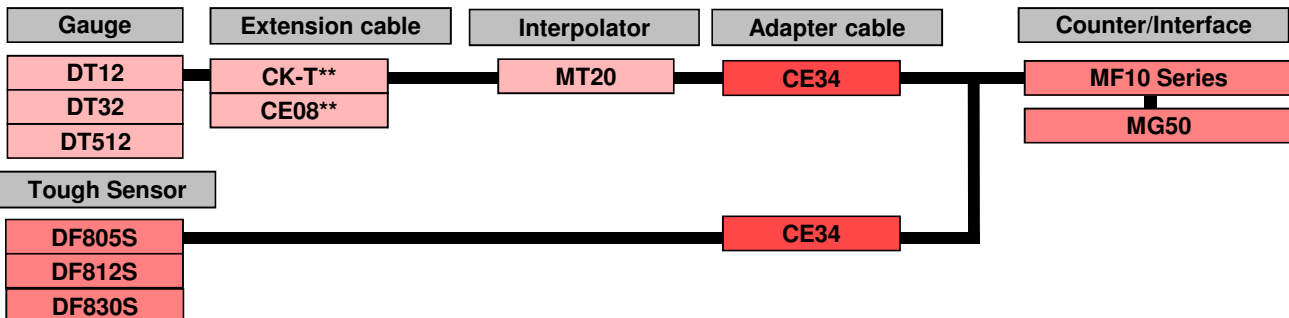 Gauge
Extension cable
Interpolator
Adapter cable
Counter/Interface
DT12
CK-T**
MT20
CE34
MF10 Series
DT32
CE08**
MG50
DT512
Tough Sensor
DF805S
CE34
DF812S
DF830S